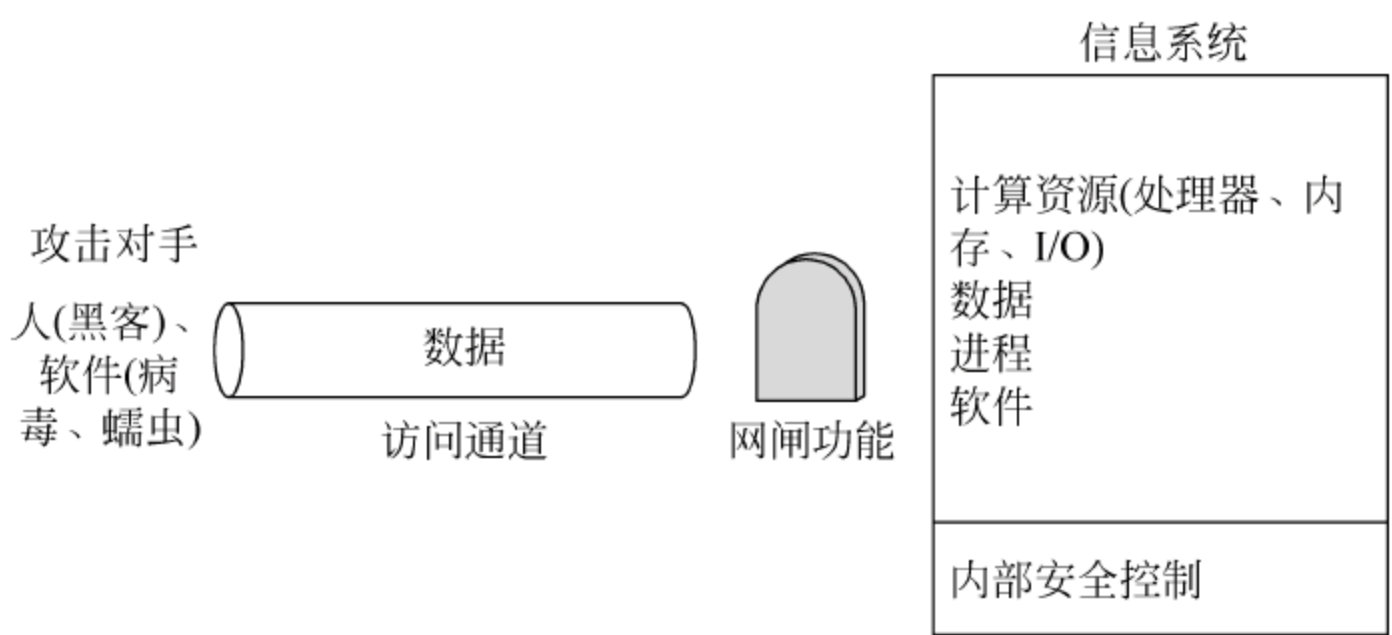 信息系统
计算资源(处理器、内
存、I/O)
数据
进程
软件
内部安全控制
攻击对手
人(黑客)、
软件(病
毒、蠕虫)
数据
访问通道
网闸功能